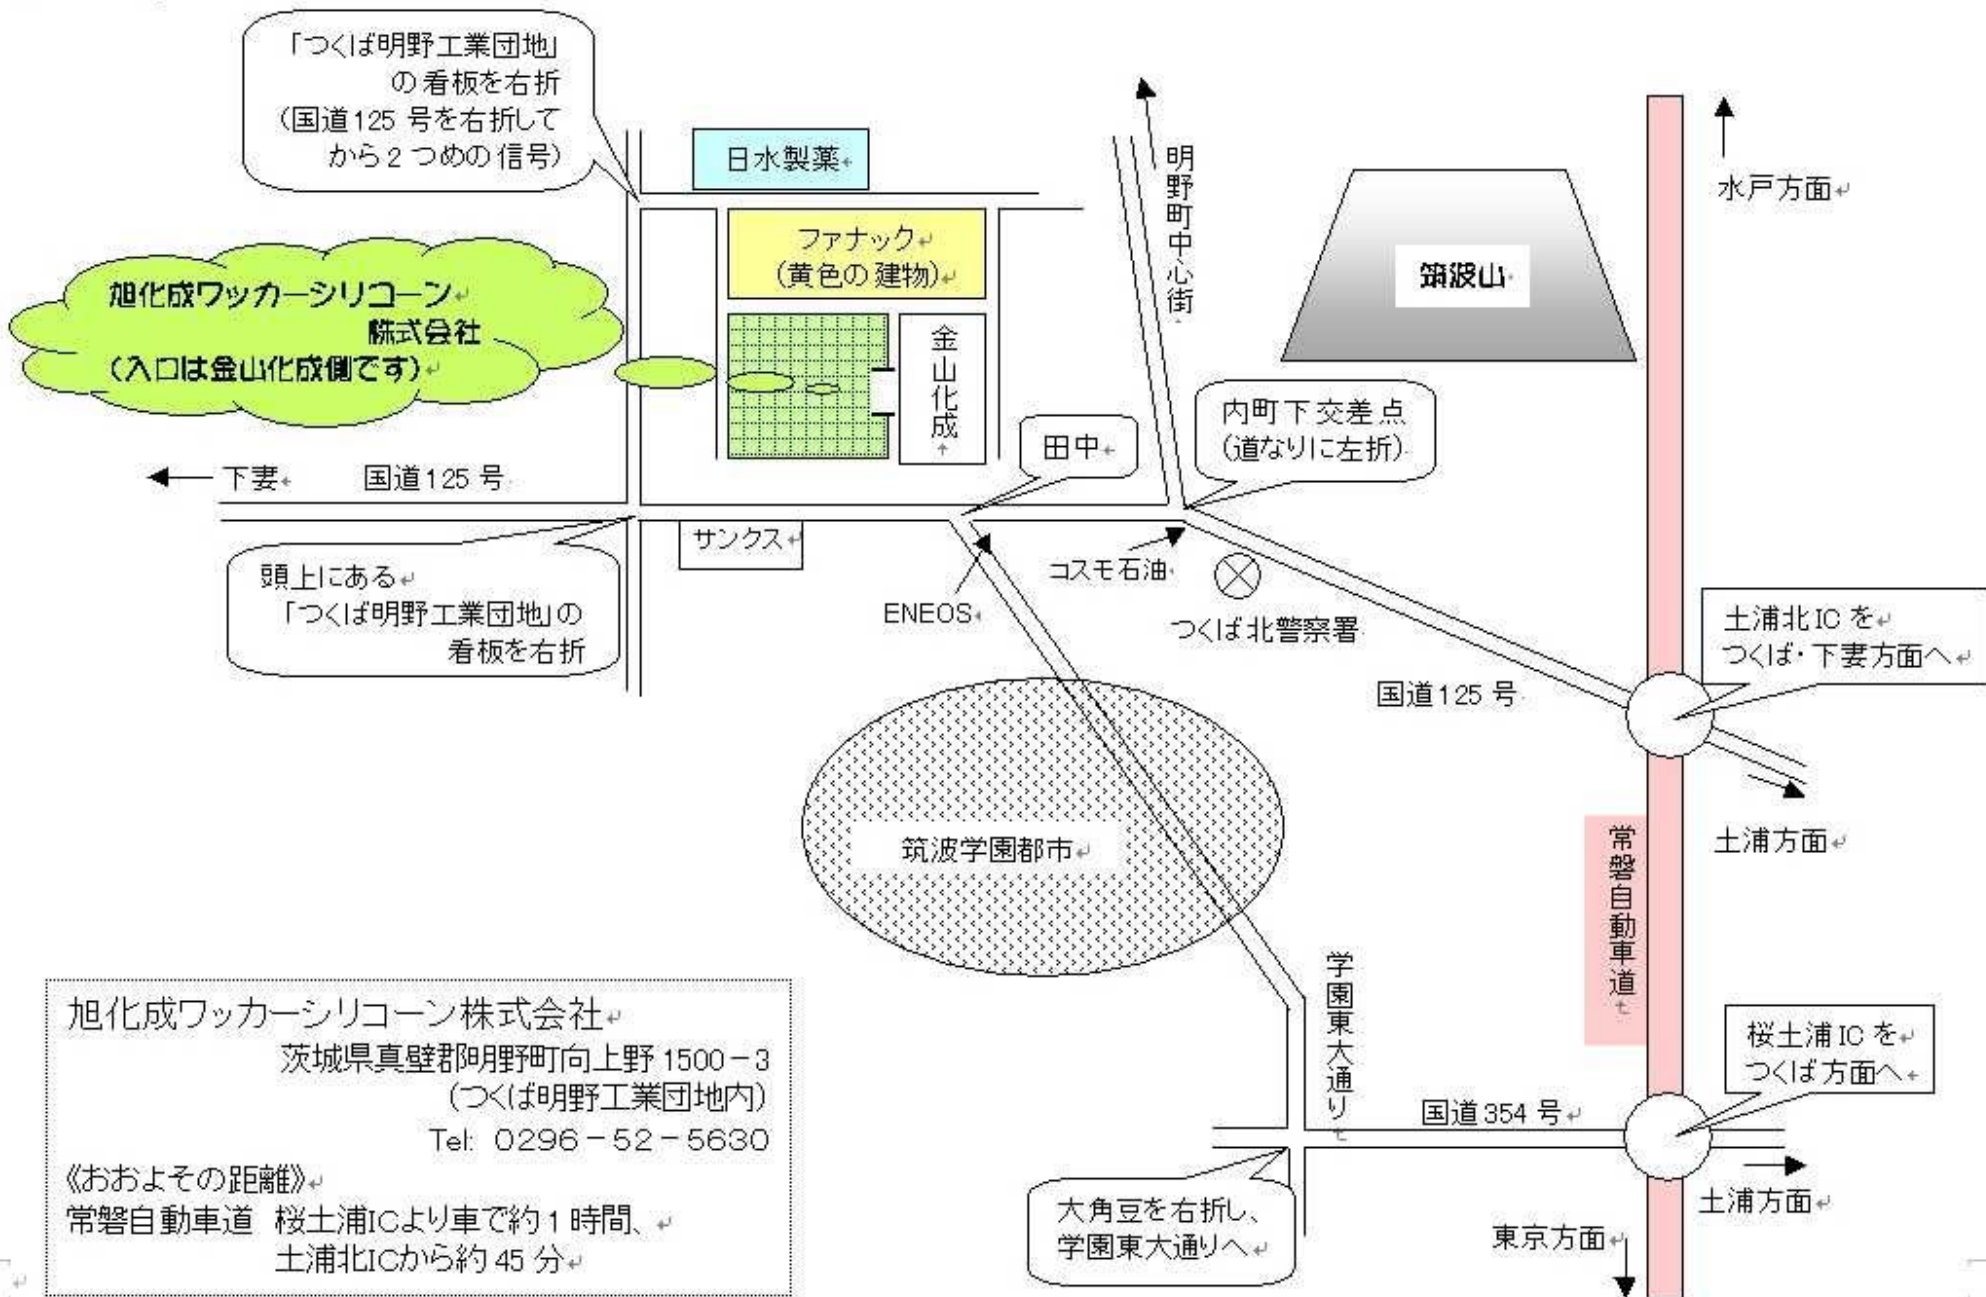 「つくば明野工業団地」
の看板を右折
(国道125 号を右折して
から2 つめの信号)
日水製薬
ファナック
(黄色の建物)
旭化成ワッカーシリコーン
株式会社
(入口は金山化成側です)
金山化成
明野町中心街
筑波山
水戸方面
内町下交差点
(道なりに左折)
田中
下妻
国道125 号
サンクス
頭上にある
「つくば明野工業団地」の
看板を右折
ENEOS
コスモ石油
つくば北警察署
国道125 号
土浦北IC を
つくば・下妻方面へ
土浦方面
筑波学園都市
常磐自動車道
学園東大通り
桜土浦IC を
つくば方面へ
国道354 号
土浦方面
東京方面
大角豆を右折し、
学園東大通りへ
旭化成ワッカーシリコーン株式会社
茨城県真壁郡明野町向上野 1500－3
(つくば明野工業団地内)
Tel: 0296－52－5630
《おおよその距離》
常磐自動車道 桜土浦ICより車で約 1 時間、
土浦北ICから約 45 分